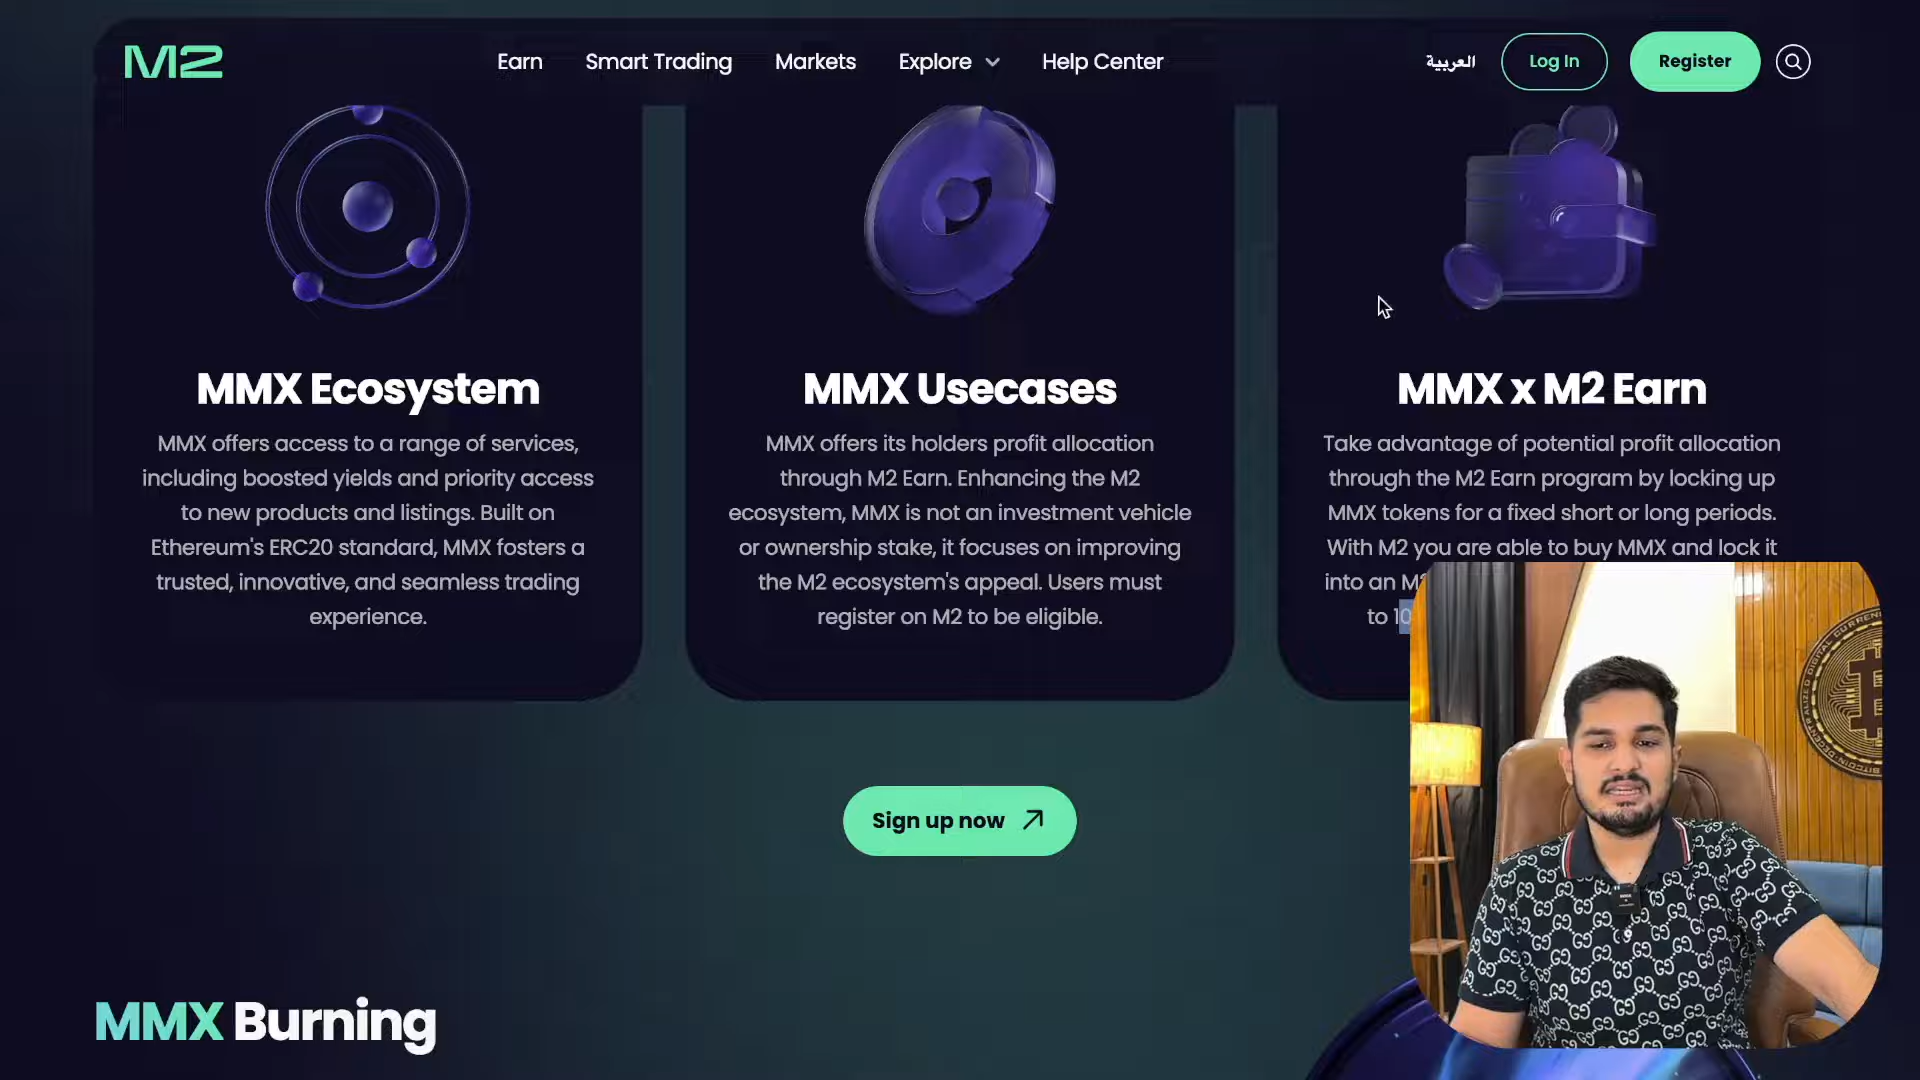 M2
Earn
Smart Trading
Markets
Explore
Help Center
العربية
Log In
Register
MMX Ecosystem
MMX offers access to a range of services,
including boosted yields and priority access
to new products and listings. Built on
Ethereum's ERC20 standard, MMX fosters a
trusted, innovative, and seamless trading
experience.
MMX Usecases
MMX offers its holders profit allocation
through M2 Earn. Enhancing the M2
ecosystem, MMX is not an investment vehicle
or ownership stake, it focuses on improving
the M2 ecosystem's appeal. Users must
register on M2 to be eligible.
MMX x M2 Earn
Take advantage of potential profit allocation
through the M2 Earn program by locking up
MMX tokens for a fixed short or long periods.
With M2 you are able to buy MMX and lock it
into an
to 10
Sign up now
MMX Burning